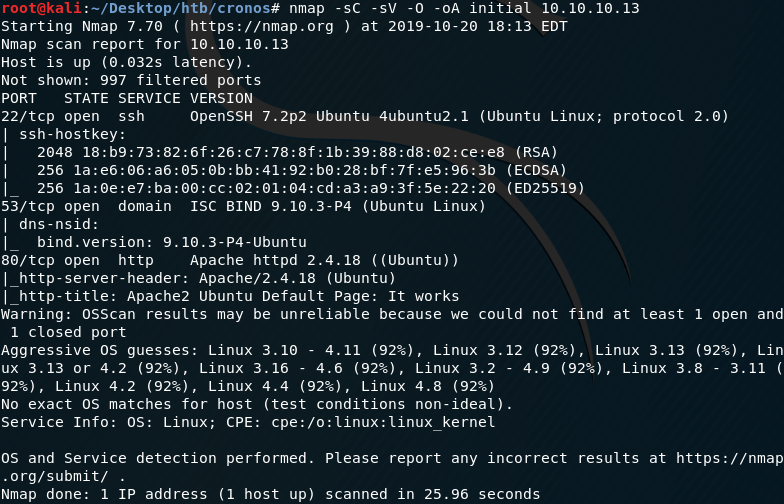 root@kali:~/Desktop/htb/cronos# nmap -sC -sV -O -oA initial 10.10.10.13
Starting Nmap 7.70 ( https://nmap.org ) at 2019-10-20 18:13 EDT
Nmap scan report for 10.10.10.13
Host is up (0.032s latency).
Not shown: 997 filtered ports
PORT   STATE SERVICE VERSION
22/tcp open  ssh     OpenSSH 7.2p2 Ubuntu 4ubuntu2.1 (Ubuntu Linux; protocol 2.0)
| ssh-hostkey:
|   2048 18:b9:73:82:6f:26:c7:78:8f:1b:39:88:d8:02:ce:e8 (RSA)
|   256 1a:e6:06:a6:05:0b:bb:41:92:b0:28:bf:7f:e5:96:3b (ECDSA)
|_  256 1a:0e:e7:ba:00:cc:02:01:04:cd:a3:a9:3f:5e:22:20 (ED25519)
53/tcp open  domain  ISC BIND 9.10.3-P4 (Ubuntu Linux)
| dns-nsid:
|_  bind.version: 9.10.3-P4-Ubuntu
80/tcp open  http    Apache httpd 2.4.18 ((Ubuntu))
|_http-server-header: Apache/2.4.18 (Ubuntu)
|_http-title: Apache2 Ubuntu Default Page: It works
Warning: OSScan results may be unreliable because we could not find at least 1 open and
 1 closed port
Aggressive OS guesses: Linux 3.10 - 4.11 (92%), Linux 3.12 (92%), Linux 3.13 (92%), Lin
ux 3.13 or 4.2 (92%), Linux 3.16 - 4.6 (92%), Linux 3.2 - 4.9 (92%), Linux 3.8 - 3.11 (
92%), Linux 4.2 (92%), Linux 4.4 (92%), Linux 4.8 (92%)
No exact OS matches for host (test conditions non-ideal).
Service Info: OS: Linux; CPE: cpe:/o:linux:linux_kernel

OS and Service detection performed. Please report any incorrect results at https://nmap
.org/submit/ .
Nmap done: 1 IP address (1 host up) scanned in 25.96 seconds